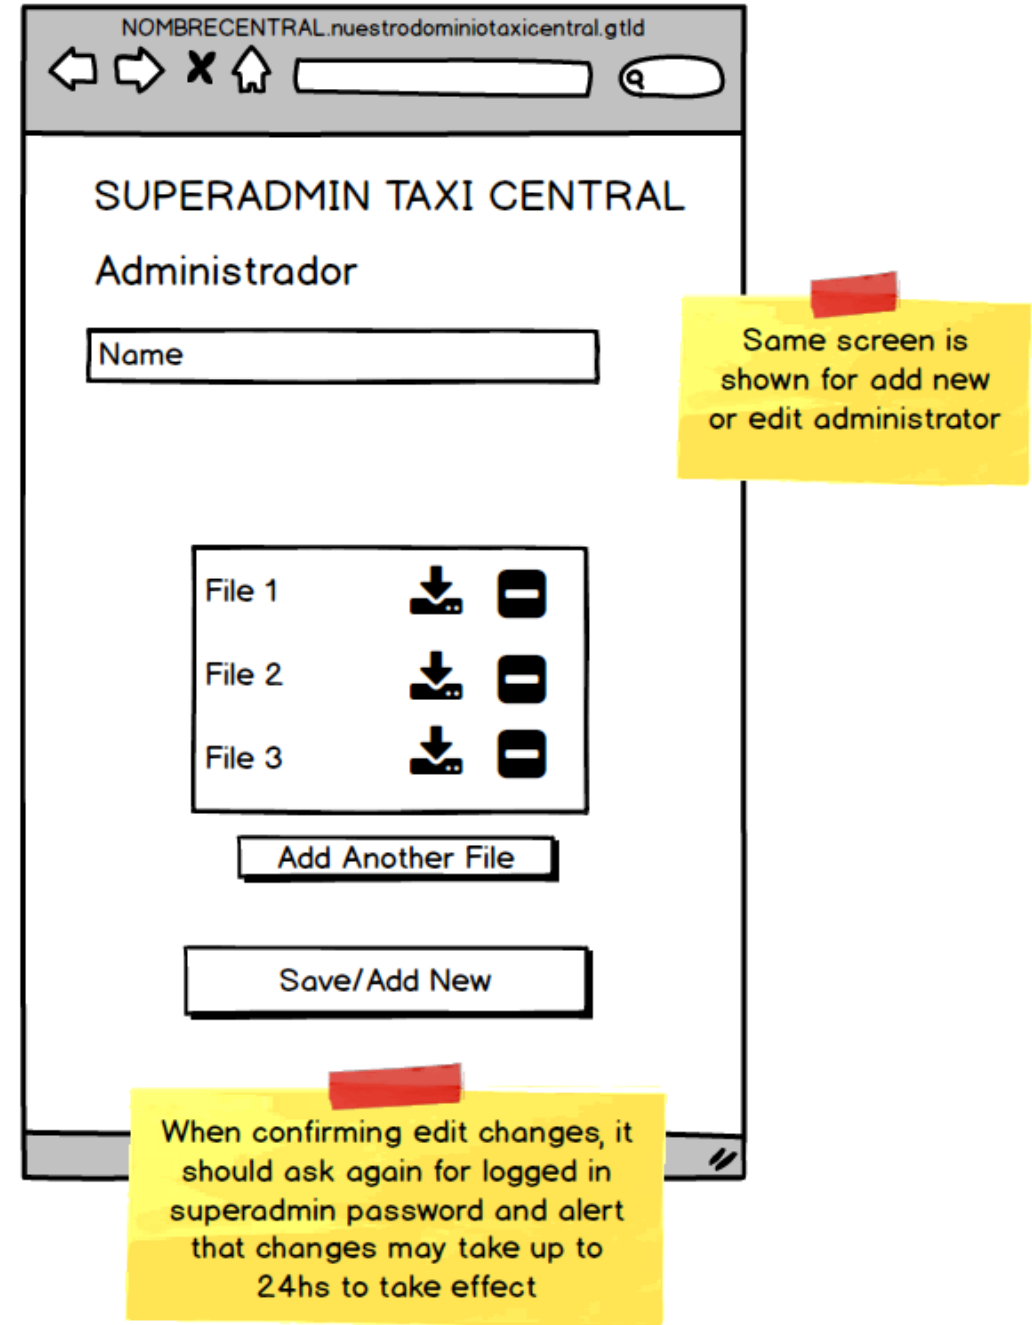 NOMBRECENTRAL.nuestrodominiotaxicentral.gtld
SUPERADMIN TAXI CENTRAL
Administrador
Name
Same screen is
shown for add new
or edit administrator
File 1
File 2
File 3
Add Another File
Save/Add New
When confirming edit changes, it
should ask again for logged in
superadmin password and alert
that changes may take up to
24hs to take effect